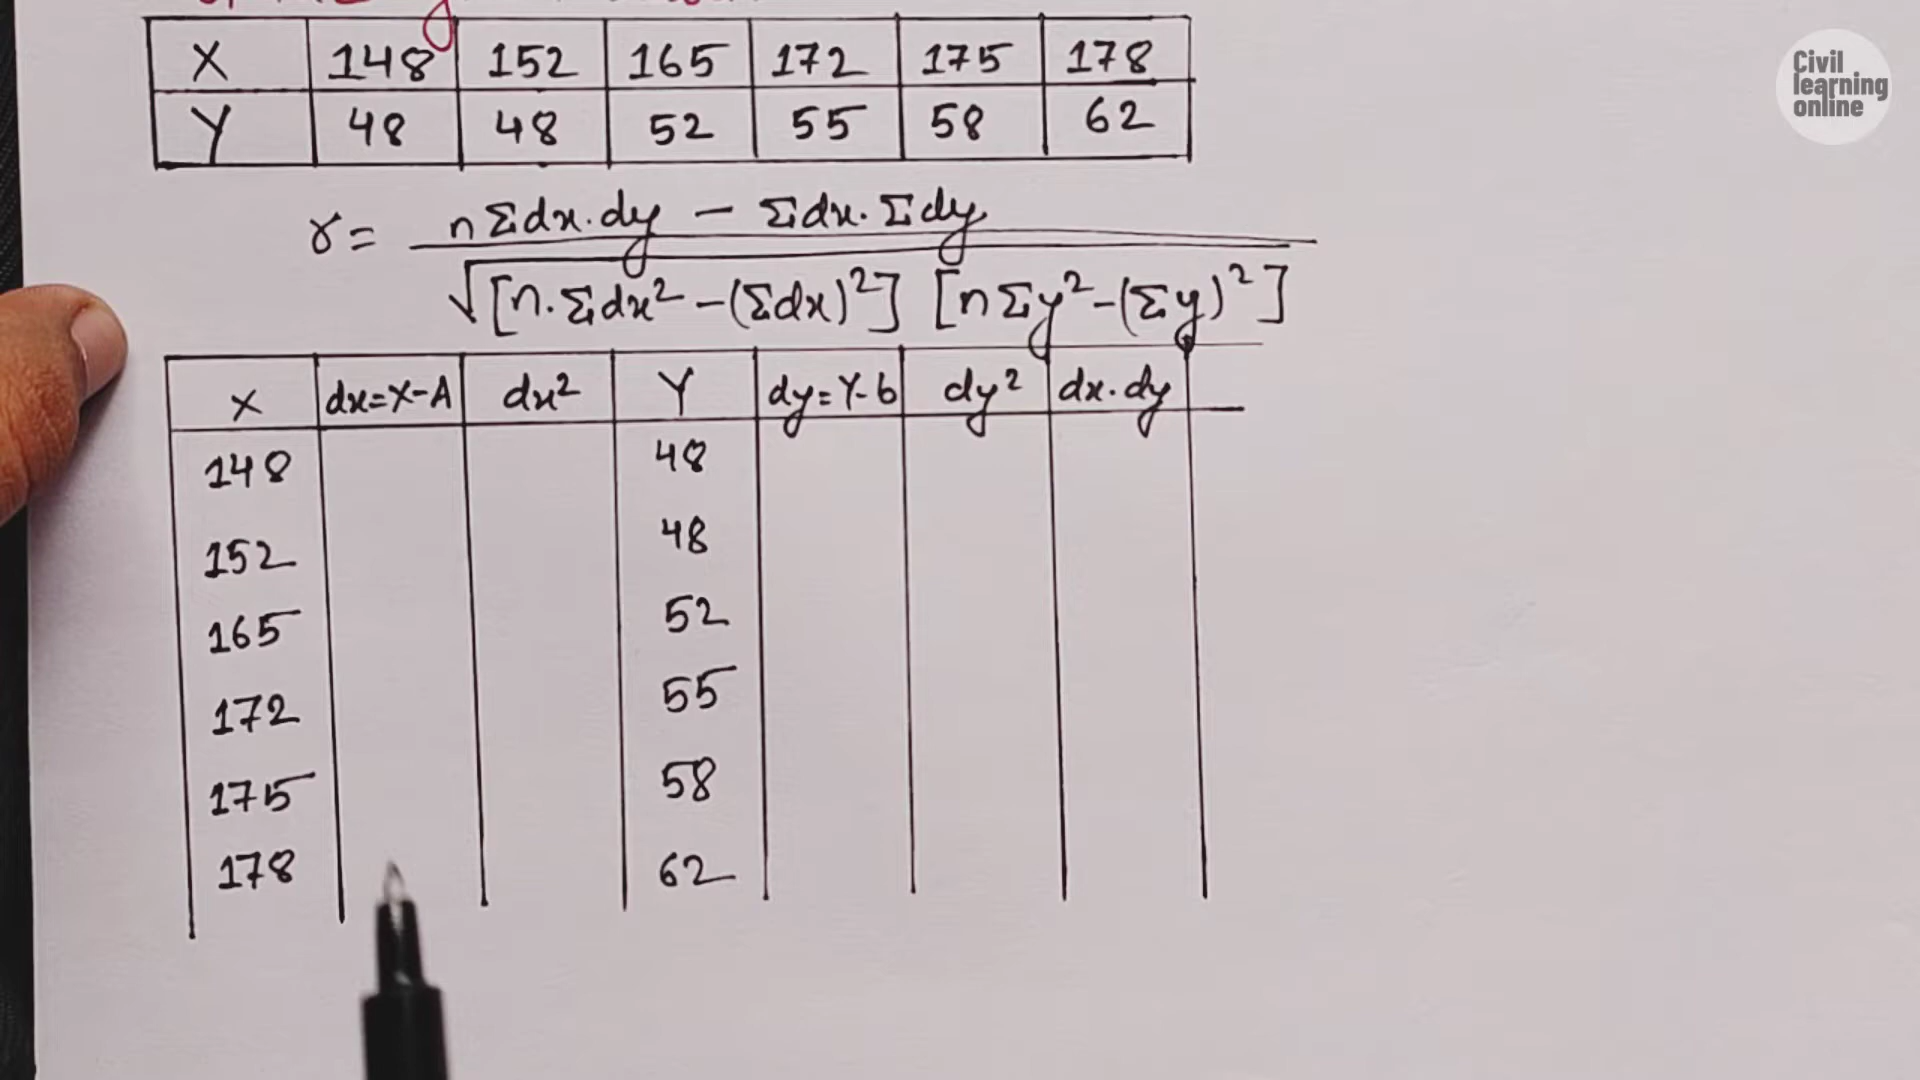 X 148 152 165 172 175 178
Y 48 48 52 55 58 62
r = n Σdx.dy - Σdx.Σdy
√[n.Σdx² - (Σdx)²] [nΣy² - (Σy)²]
X dx=X-A dx² Y dy=Y-b dy² dx.dy
148 48
152 48
165 52
172 55
175 58
178 62
Civil
learning
online